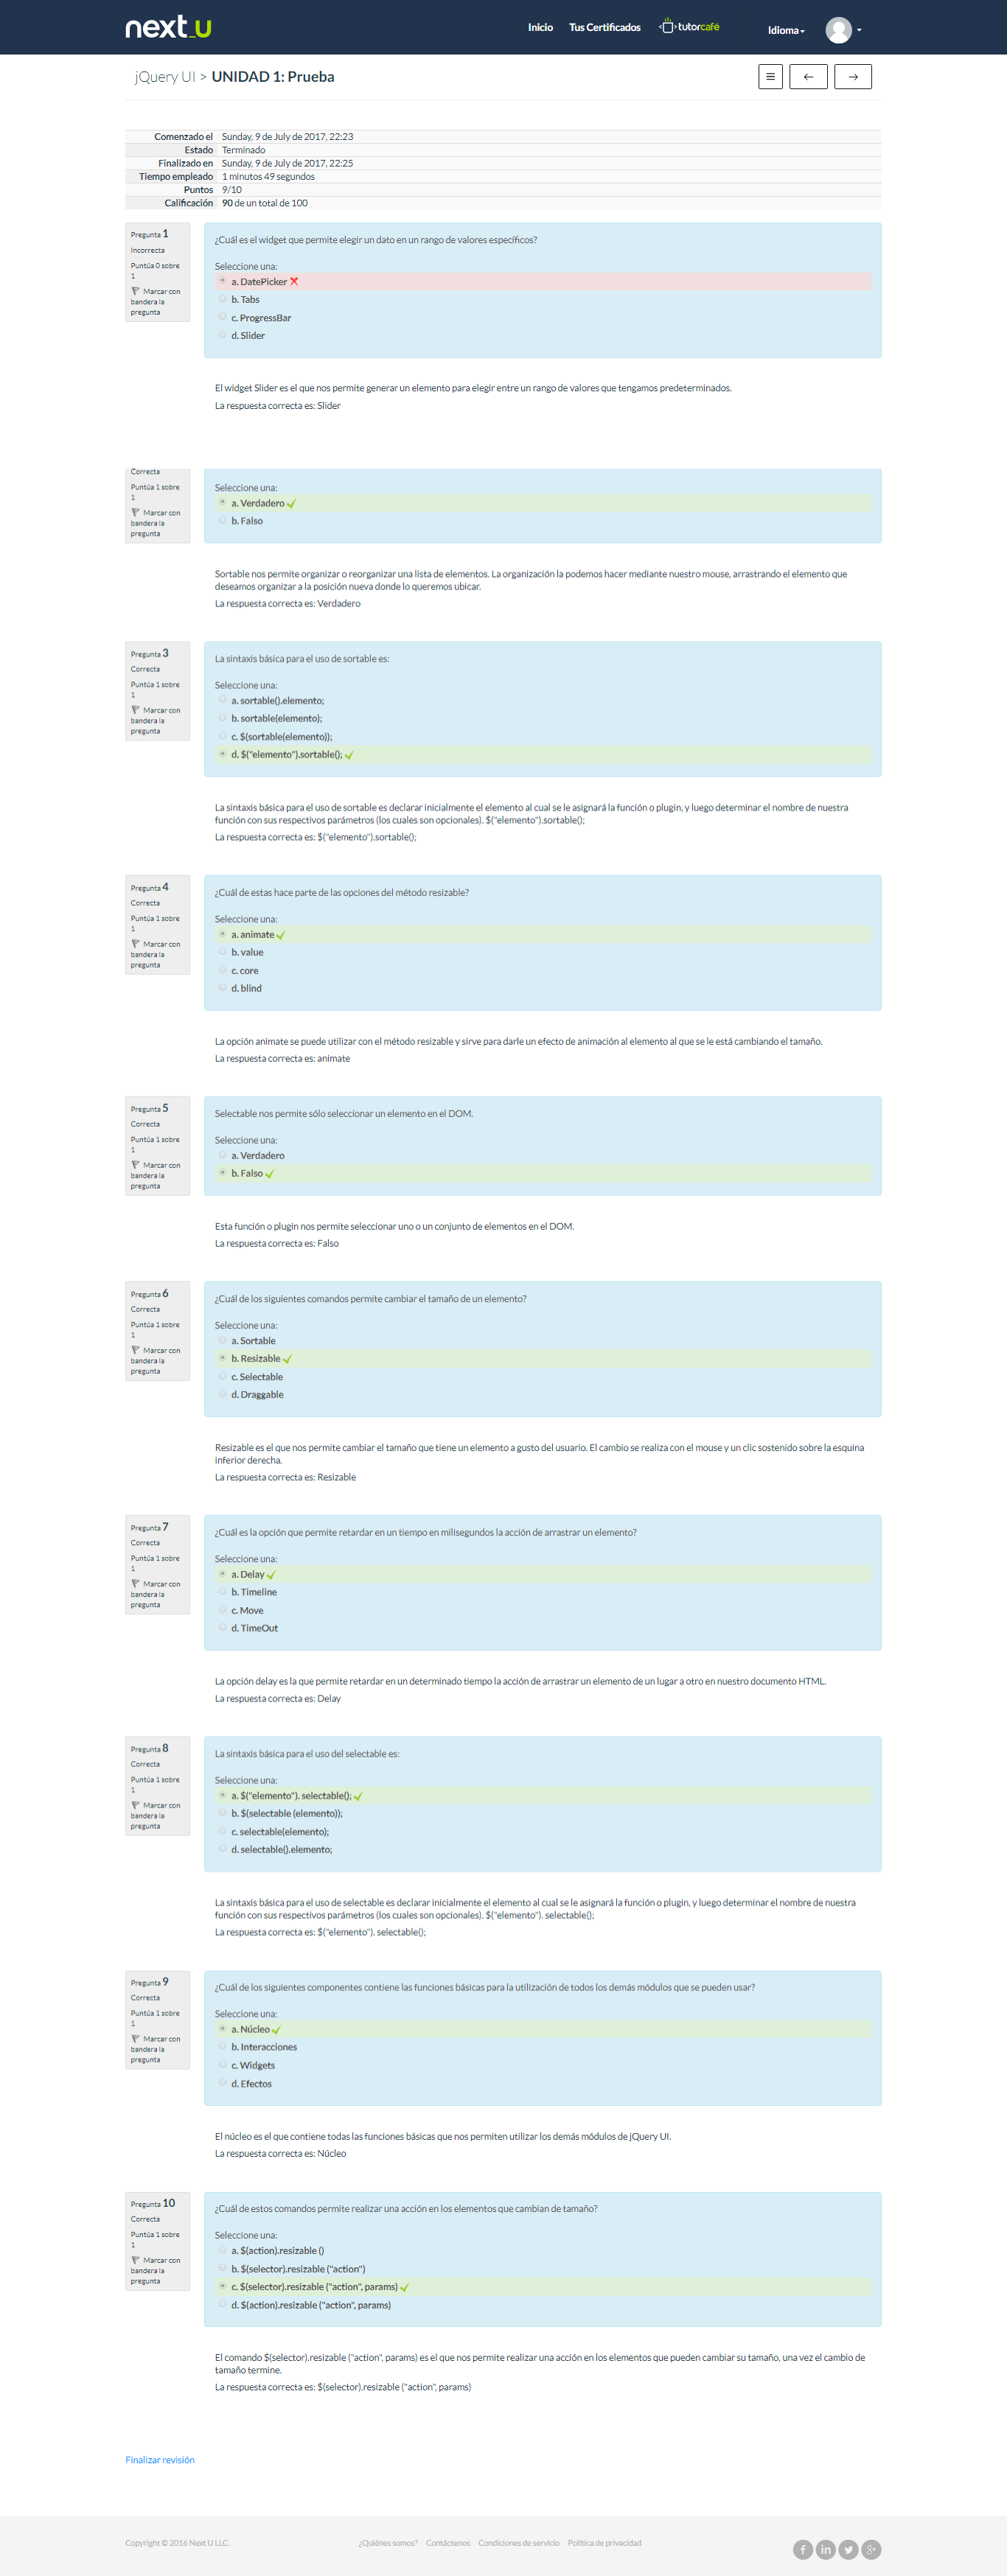 next_u
Inicio Tus Certificados tutorcafé Idioma
jQuery UI > UNIDAD 1: Prueba
Comenzado el Sunday, 9 de July de 2017, 22:23
Estado Terminado
Finalizado en Sunday, 9 de July de 2017, 22:25
Tiempo empleado 1 minutos 49 segundos
Puntos 9/10
Calificación 90 de un total de 100
Pregunta 1
Incorrecta
Puntúa 0 sobre
1
Marcar con
bandera la
pregunta
¿Cuál es el widget que permite elegir un dato en un rango de valores específicos?
Seleccione una:
a. DatePicker
b. Tabs
c. ProgressBar
d. Slider
El widget Slider es el que nos permite generar un elemento para elegir entre un rango de valores que tengamos predeterminados.
La respuesta correcta es: Slider
Correcta
Puntúa 1 sobre
1
Marcar con
bandera la
pregunta
Seleccione una:
a. Verdadero
b. Falso
Sortable nos permite organizar o reorganizar una lista de elementos. La organización la podemos hacer mediante nuestro mouse, arrastrando el elemento que
deseamos organizar a la posición nueva donde lo queremos ubicar.
La respuesta correcta es: Verdadero
Pregunta 3
Correcta
Puntúa 1 sobre
1
Marcar con
bandera la
pregunta
La sintaxis básica para el uso de sortable es:
Seleccione una:
a. sortable().elemento;
b. sortable(elemento);
c. $(sortable(elemento));
d. $("elemento").sortable();
La sintaxis básica para el uso de sortable es declarar inicialmente el elemento al cual se le asignará la función o plugin, y luego determinar el nombre de nuestra
función con sus respectivos parámetros (los cuales son opcionales). $("elemento").sortable();
La respuesta correcta es: $("elemento").sortable();
Pregunta 4
Correcta
Puntúa 1 sobre
1
Marcar con
bandera la
pregunta
¿Cuál de estas hace parte de las opciones del método resizable?
Seleccione una:
a. animate
b. value
c. core
d. blind
La opción animate se puede utilizar con el método resizable y sirve para darle un efecto de animación al elemento al que se le está cambiando el tamaño.
La respuesta correcta es: animate
Pregunta 5
Correcta
Puntúa 1 sobre
1
Marcar con
bandera la
pregunta
Selectable nos permite sólo seleccionar un elemento en el DOM.
Seleccione una:
a. Verdadero
b. Falso
Esta función o plugin nos permite seleccionar uno o un conjunto de elementos en el DOM.
La respuesta correcta es: Falso
Pregunta 6
Correcta
Puntúa 1 sobre
1
Marcar con
bandera la
pregunta
¿Cuál de los siguientes comandos permite cambiar el tamaño de un elemento?
Seleccione una:
a. Sortable
b. Resizable
c. Selectable
d. Draggable
Resizable es el que nos permite cambiar el tamaño que tiene un elemento a gusto del usuario. El cambio se realiza con el mouse y un clic sostenido sobre la esquina
inferior derecha.
La respuesta correcta es: Resizable
Pregunta 7
Correcta
Puntúa 1 sobre
1
Marcar con
bandera la
pregunta
¿Cuál es la opción que permite retardar en un tiempo en milisegundos la acción de arrastrar un elemento?
Seleccione una:
a. Delay
b. Timeline
c. Move
d. TimeOut
La opción delay es la que permite retardar en un determinado tiempo la acción de arrastrar un elemento de un lugar a otro en nuestro documento HTML.
La respuesta correcta es: Delay
Pregunta 8
Correcta
Puntúa 1 sobre
1
Marcar con
bandera la
pregunta
La sintaxis básica para el uso del selectable es:
Seleccione una:
a. $("elemento"). selectable();
b. $(selectable (elemento));
c. selectable(elemento);
d. selectable().elemento;
La sintaxis básica para el uso de selectable es declarar inicialmente el elemento al cual se le asignará la función o plugin, y luego determinar el nombre de nuestra
función con sus respectivos parámetros (los cuales son opcionales). $("elemento"). selectable();
La respuesta correcta es: $("elemento"). selectable();
Pregunta 9
Correcta
Puntúa 1 sobre
1
Marcar con
bandera la
pregunta
¿Cuál de los siguientes componentes contiene las funciones básicas para la utilización de todos los demás módulos que se pueden usar?
Seleccione una:
a. Núcleo
b. Interacciones
c. Widgets
d. Efectos
El núcleo es el que contiene todas las funciones básicas que nos permiten utilizar los demás módulos de jQuery UI.
La respuesta correcta es: Núcleo
Pregunta 10
Correcta
Puntúa 1 sobre
1
Marcar con
bandera la
pregunta
¿Cuál de estos comandos permite realizar una acción en los elementos que cambian de tamaño?
Seleccione una:
a. $(action).resizable ()
b. $(selector).resizable ("action")
c. $(selector).resizable ("action", params)
d. $(action).resizable ("action", params)
El comando $(selector).resizable ("action", params) es el que nos permite realizar una acción en los elementos que pueden cambiar su tamaño, una vez el cambio de
tamaño termine.
La respuesta correcta es: $(selector).resizable ("action", params)
Finalizar revisión
Copyright © 2016 Next U LLC. ¿Quiénes somos? Contáctenos Condiciones de servicio Política de privacidad